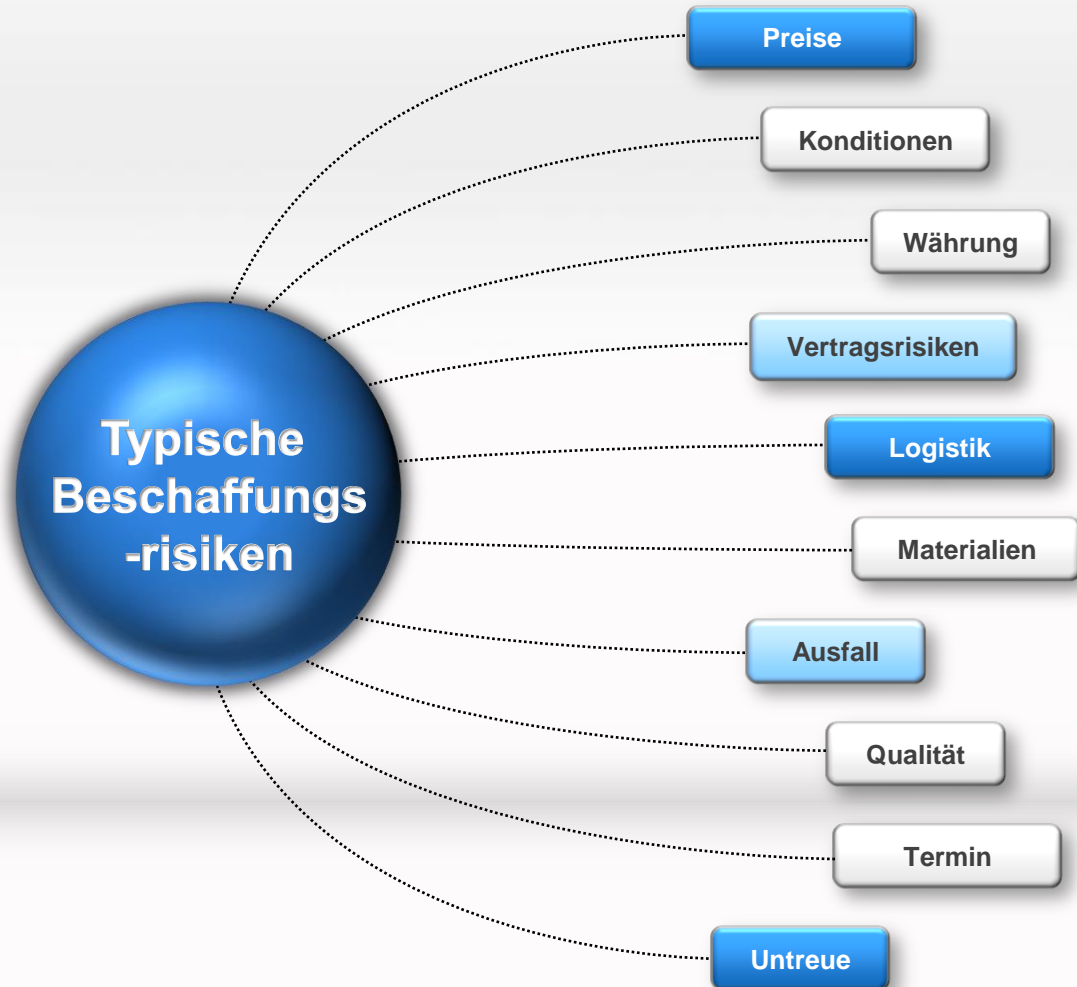 Preise
Konditionen
Währung
Vertragsrisiken
Typische
Beschaffungs
-risiken
Logistik
Materialien
Ausfall
Qualität
Termin
Untreue